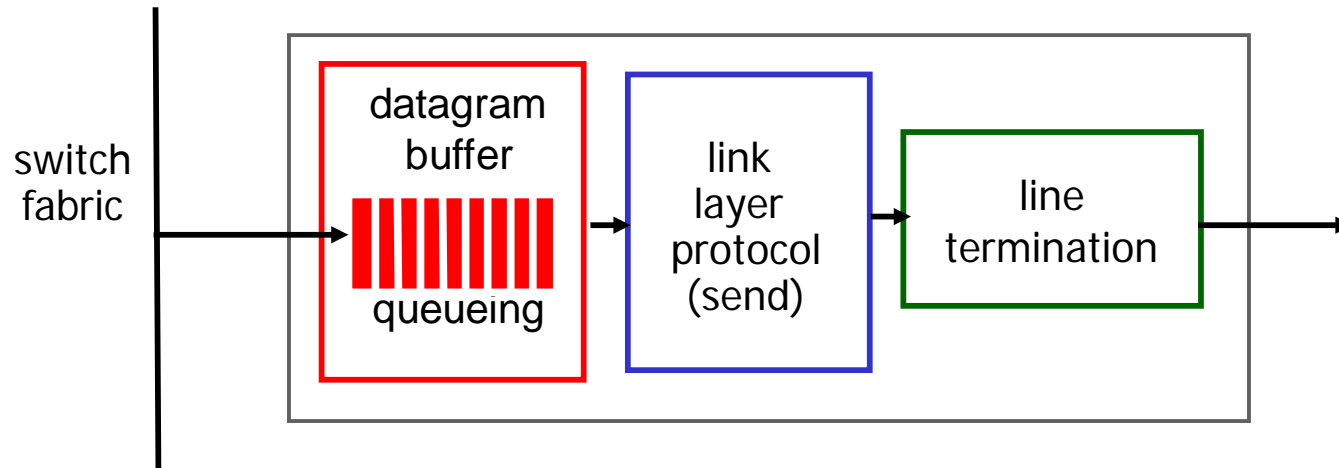 switch
fabric
datagram
buffer
queueing
link
layer
protocol
(send)
line
termination